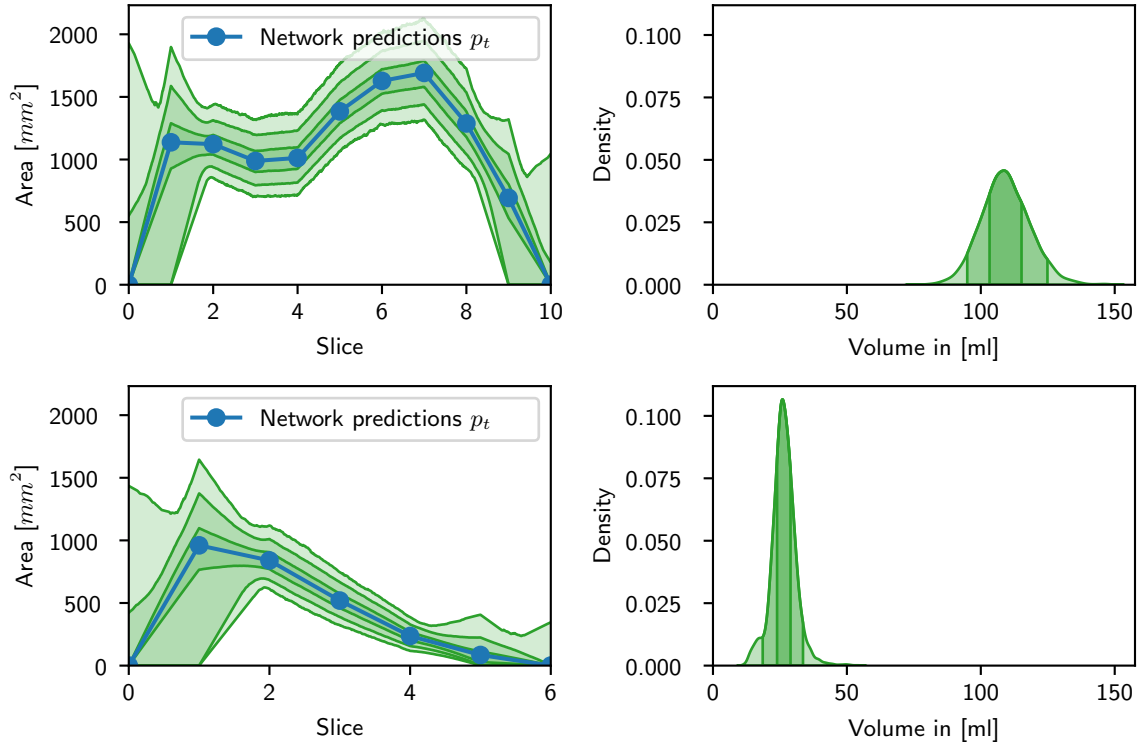 Network predictions $p_t$
Area [$mm^2$]
2000
1500
1000
500
0
0 2 4 6 8 10
Slice
Density
0.100
0.075
0.050
0.025
0.000
0 50 100 150
Volume in [ml]
Network predictions $p_t$
Area [$mm^2$]
2000
1500
1000
500
0
0 2 4 6
Slice
Density
0.100
0.075
0.050
0.025
0.000
0 50 100 150
Volume in [ml]